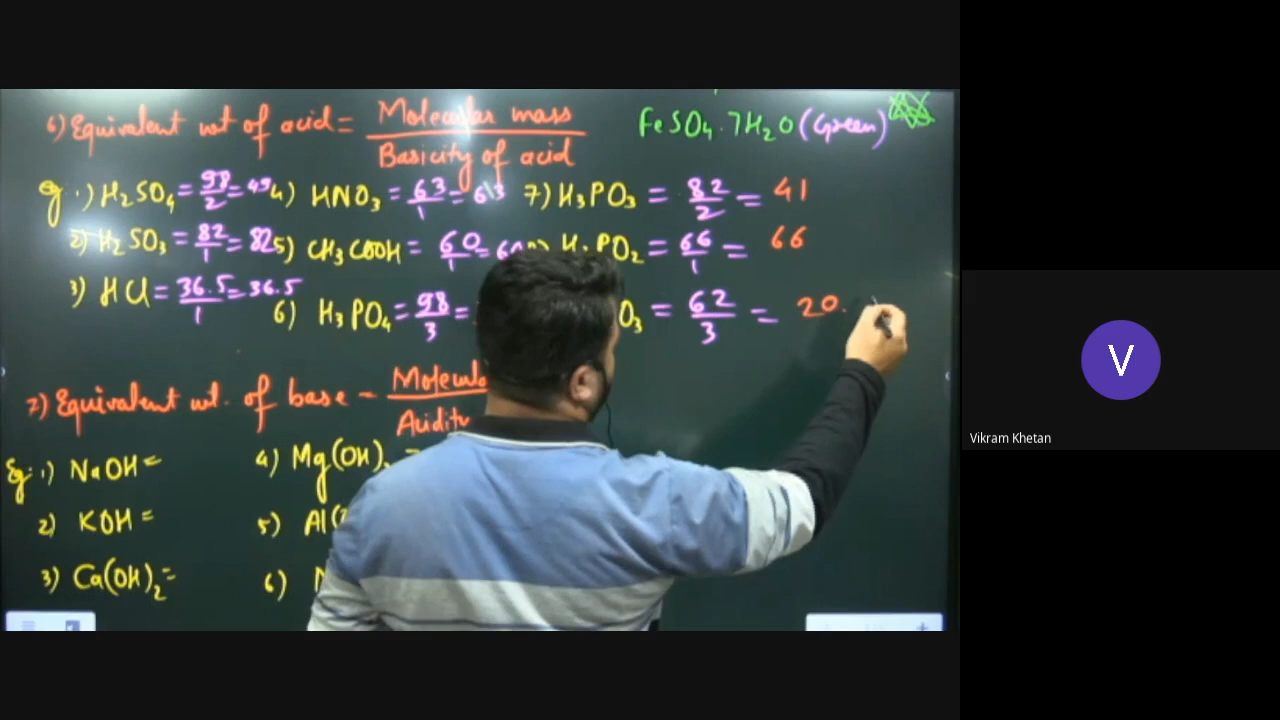 6) Equivalent wt of acid = Molecular mass / Basicity of acid
FeSO4.7H2O (Green)
eg 1) H2SO4 = 98/2 = 49
4) HNO3 = 63/1 = 63
7) H3PO3 = 82/2 = 41
2) H2SO3 = 82/1 = 82
5) CH3COOH = 60/1 = 60
PO2 = 66/1 = 66
3) HCl = 36.5/1 = 36.5
6) H3PO4 = 98/3 =
O3 = 62/3 = 20.
7) Equivalent wt. of base =
Eg: 1) NaOH =
4) Mg(OH)2 =
2) KOH =
5) Al(
3) Ca(OH)2 =
6)
V
Vikram Khetan